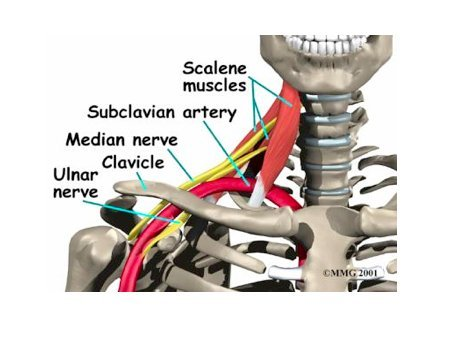 Scalene
muscles
Subclavian artery
Median nerve
Clavicle
Ulnar
nerve
©MMG 2001